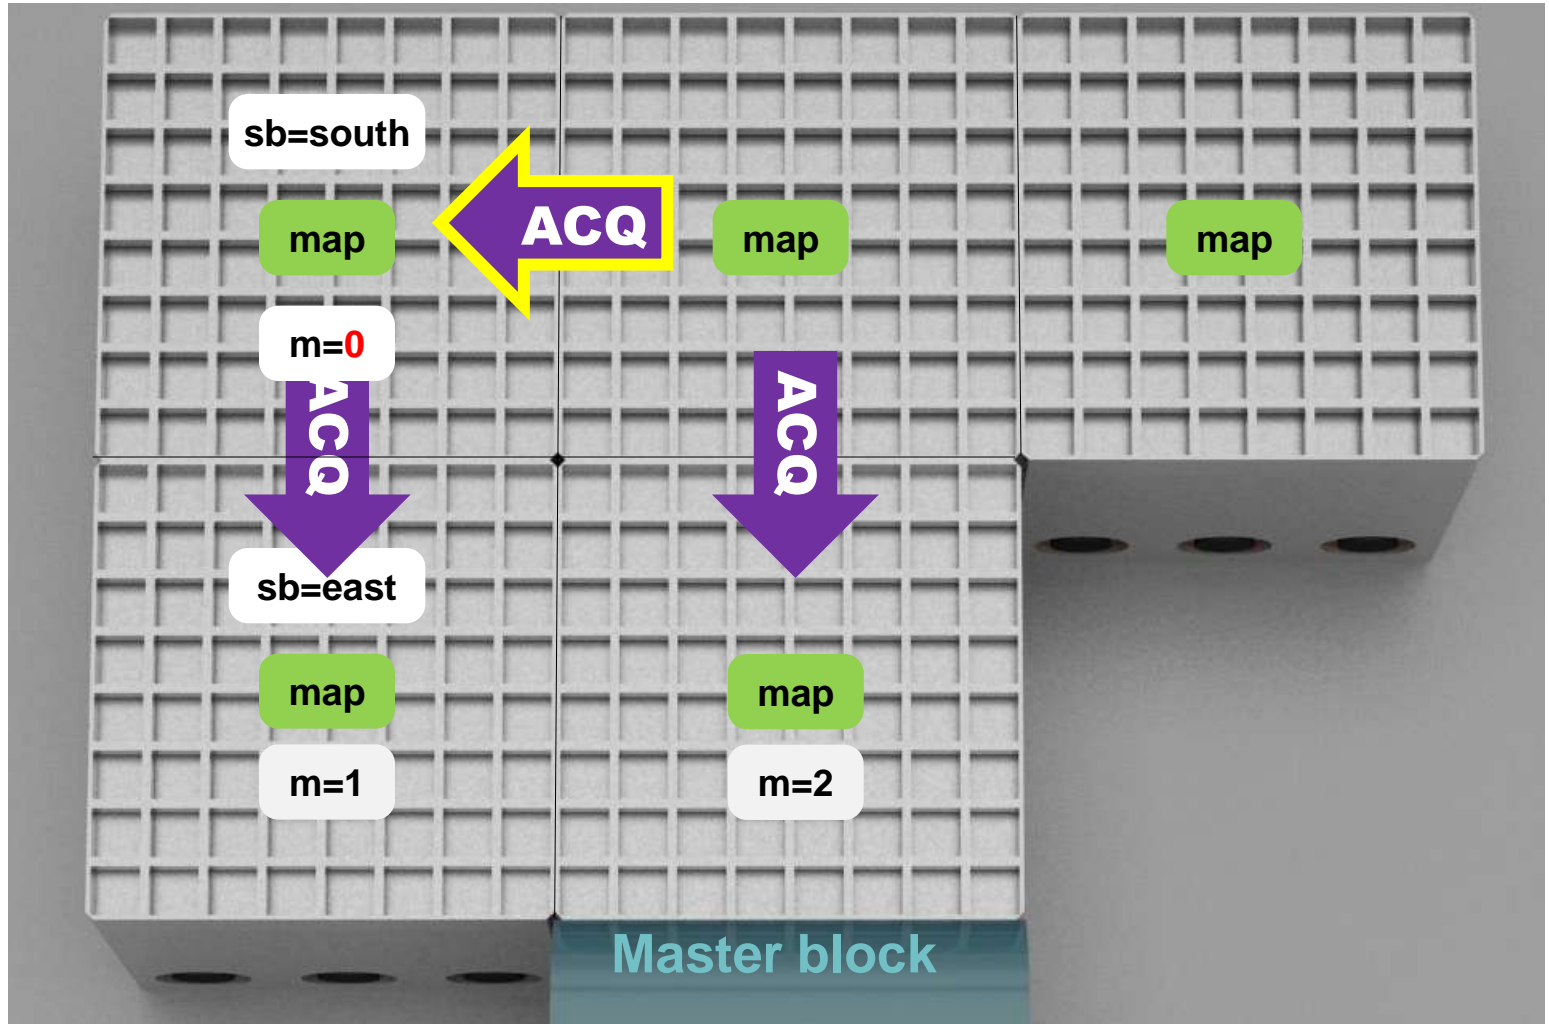 sb=south
ACQ
map
map
map
m=0
ACQ
ACQ
sb=east
map
map
m=1
m=2
Master block